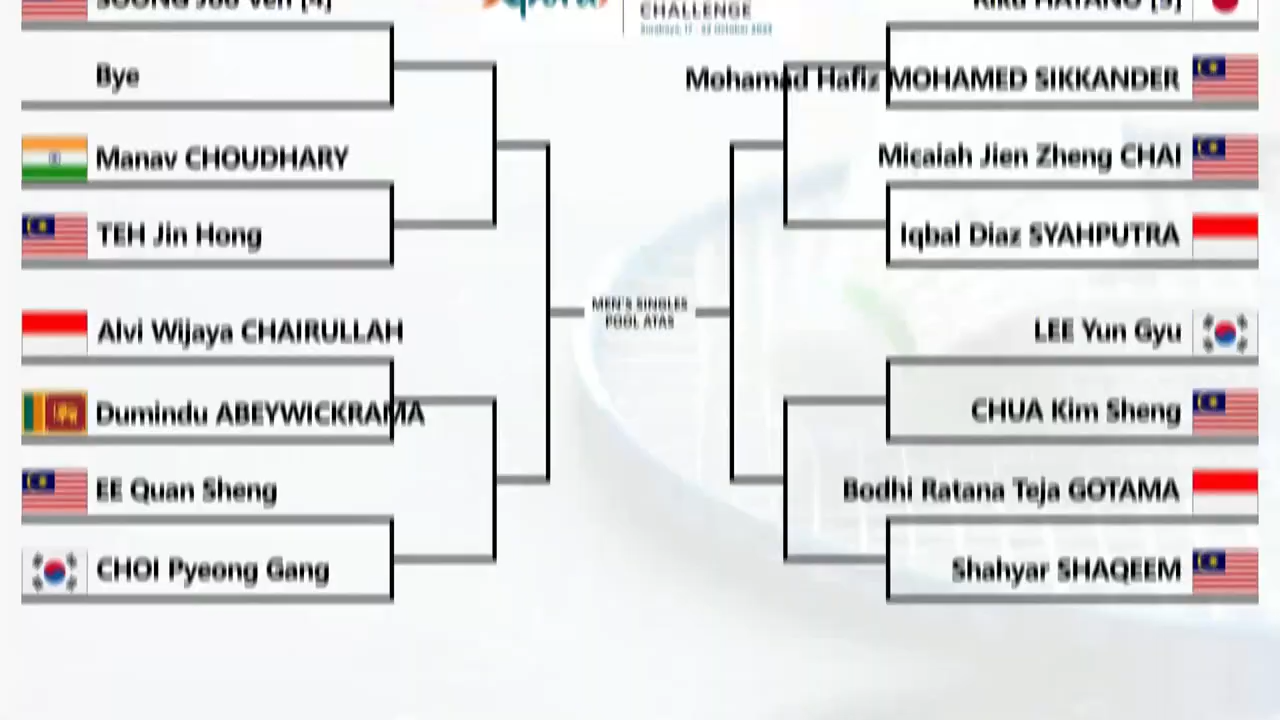 CHALLENGE
Bye
Manav CHOUDHARY
TEH Jin Hong
Alvi Wijaya CHAIRULLAH
Dumindu ABEYWICKRAMA
EE Quan Sheng
CHOI Pyeong Gang
MEN'S SINGLES
POOL ATAS
Mohamad Hafiz MOHAMED SIKKANDER
Micaiah Jien Zheng CHAI
Iqbal Diaz SYAHPUTRA
LEE Yun Gyu
CHUA Kim Sheng
Bodhi Ratana Teja GOTAMA
Shahyar SHAQEEM